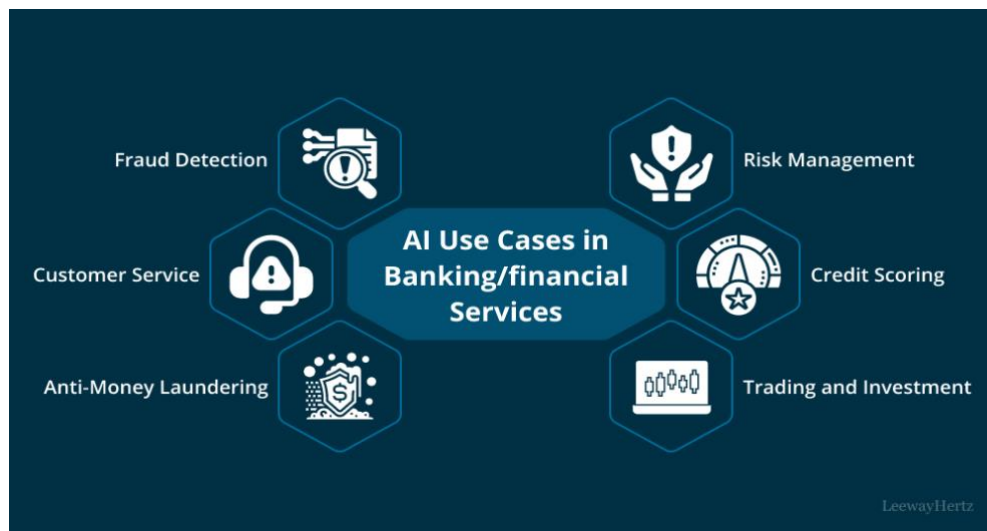 Fraud Detection
Risk Management
AI Use Cases in
Banking/financial
Services
Customer Service
Credit Scoring
Anti-Money Laundering
Trading and Investment
LeewayHertz